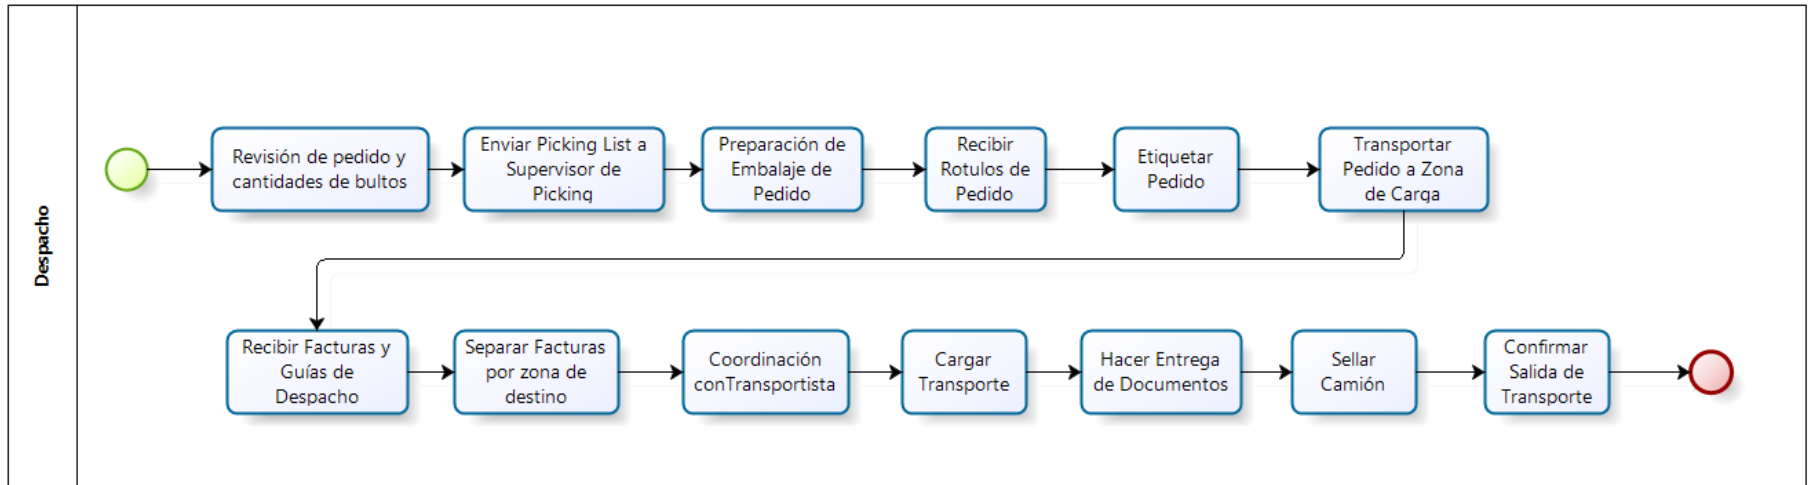 Despacho
Revisión de pedido y
cantidades de bultos
Enviar Picking List a
Supervisor de
Picking
Preparación de
Embalaje de
Pedido
Recibir
Rotulos de
Pedido
Etiquetar
Pedido
Transportar
Pedido a Zona
de Carga
Recibir Facturas y
Guías de
Despacho
Separar Facturas
por zona de
destino
Coordinación
conTransportista
Cargar
Transporte
Hacer Entrega
de Documentos
Sellar
Camión
Confirmar
Salida de
Transporte